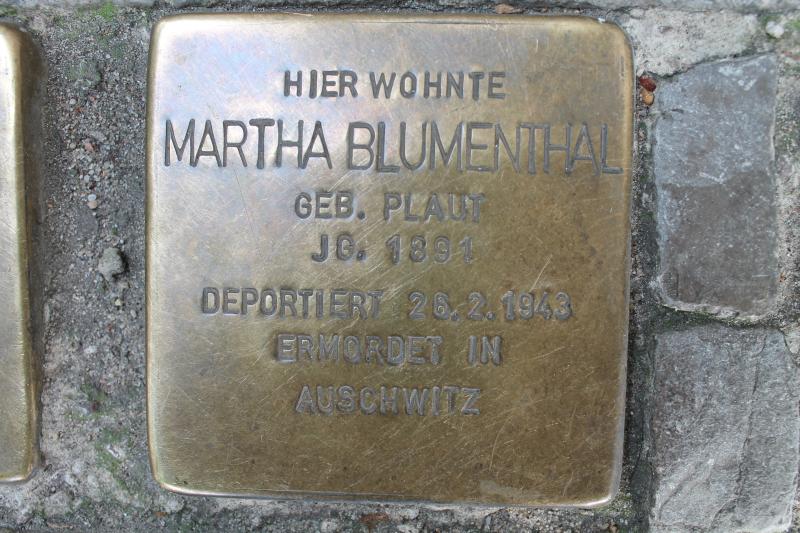 HIER WOHNTE
MARTHA BLUMENTHAL
GEB. PLAUT
JG. 1891
DEPORTIERT 26.2.1943
ERMORDET IN
AUSCHWITZ